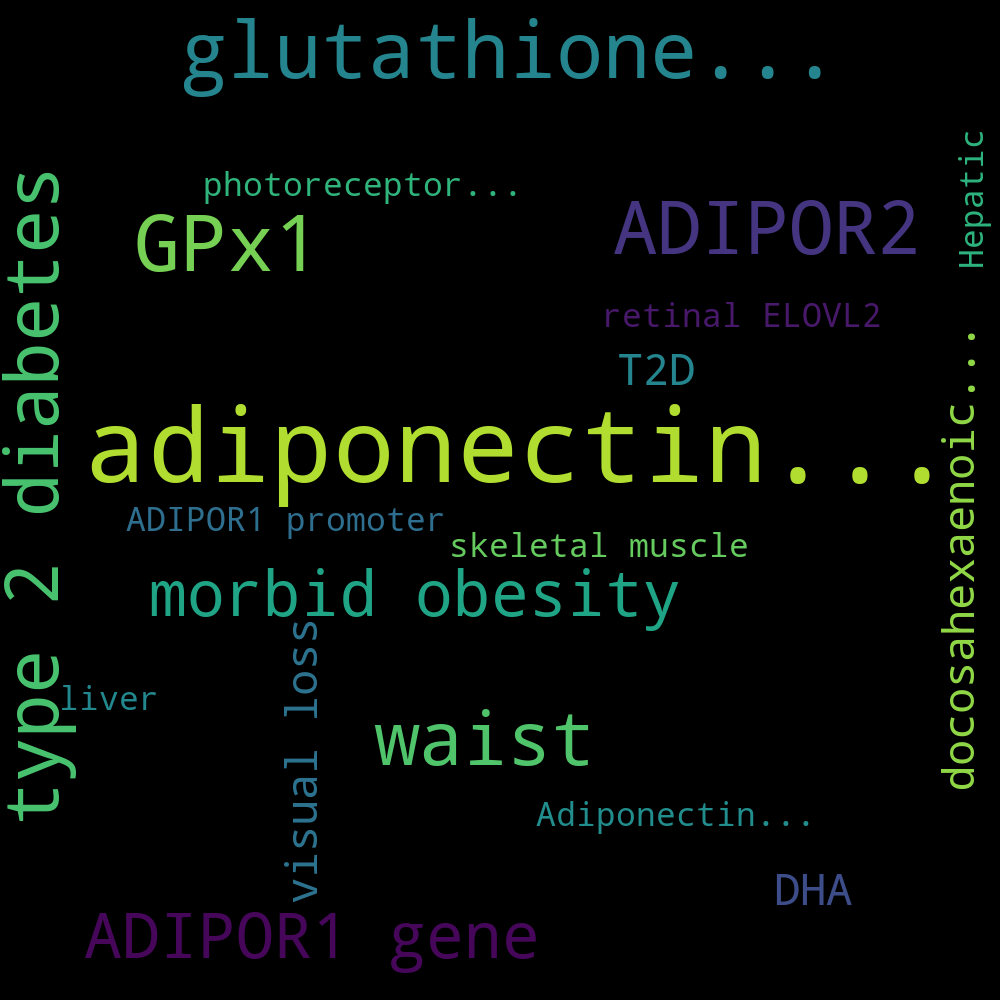 glutathione...
Hepatic
photoreceptor...
type 2 diabetes
ADIPOR2
GPx1
retinal ELOVL2
docosahexaenoic...
T2D
adiponectin...
ADIPOR1 promoter
skeletal muscle
morbid obesity
visual loss
liver
waist
Adiponectin...
DHA
ADIPOR1 gene